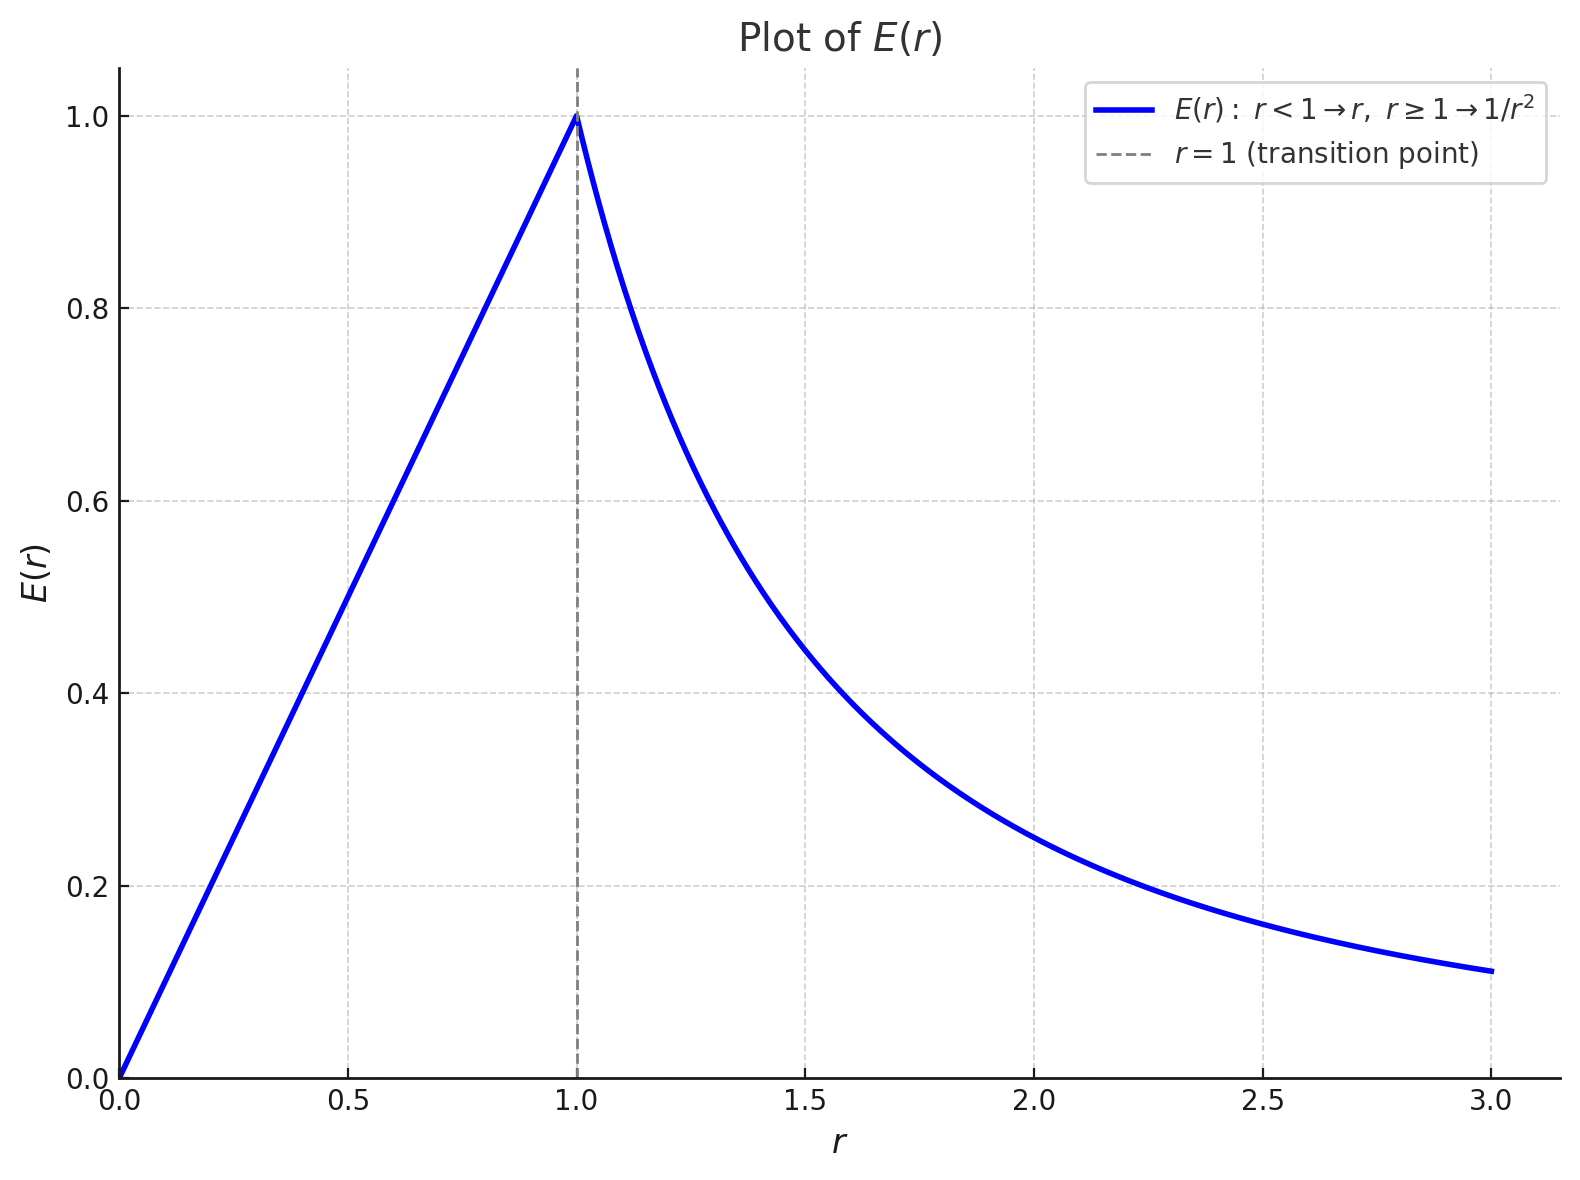 Plot of E(r)
E(r) : r < 1 → r, r ≥ 1 → 1/r²
r = 1 (transition point)
E(r)
1.0
0.8
0.6
0.4
0.2
0.0
0.0 0.5 1.0 1.5 2.0 2.5 3.0
r